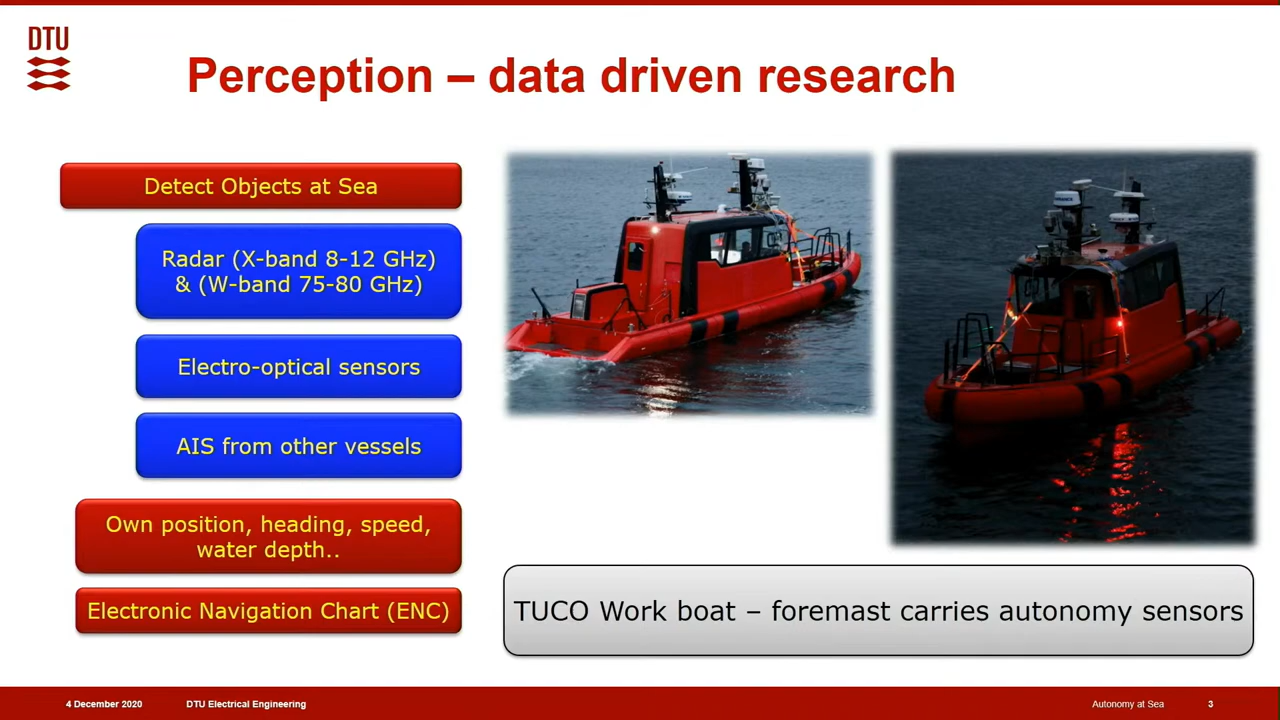 DTU
Perception – data driven research
Detect Objects at Sea
Radar (X-band 8-12 GHz)
& (W-band 75-80 GHz)
Electro-optical sensors
AIS from other vessels
Own position, heading, speed,
water depth..
Electronic Navigation Chart (ENC)
TUCO Work boat – foremast carries autonomy sensors
4 December 2020
DTU Electrical Engineering
Autonomy at Sea
3